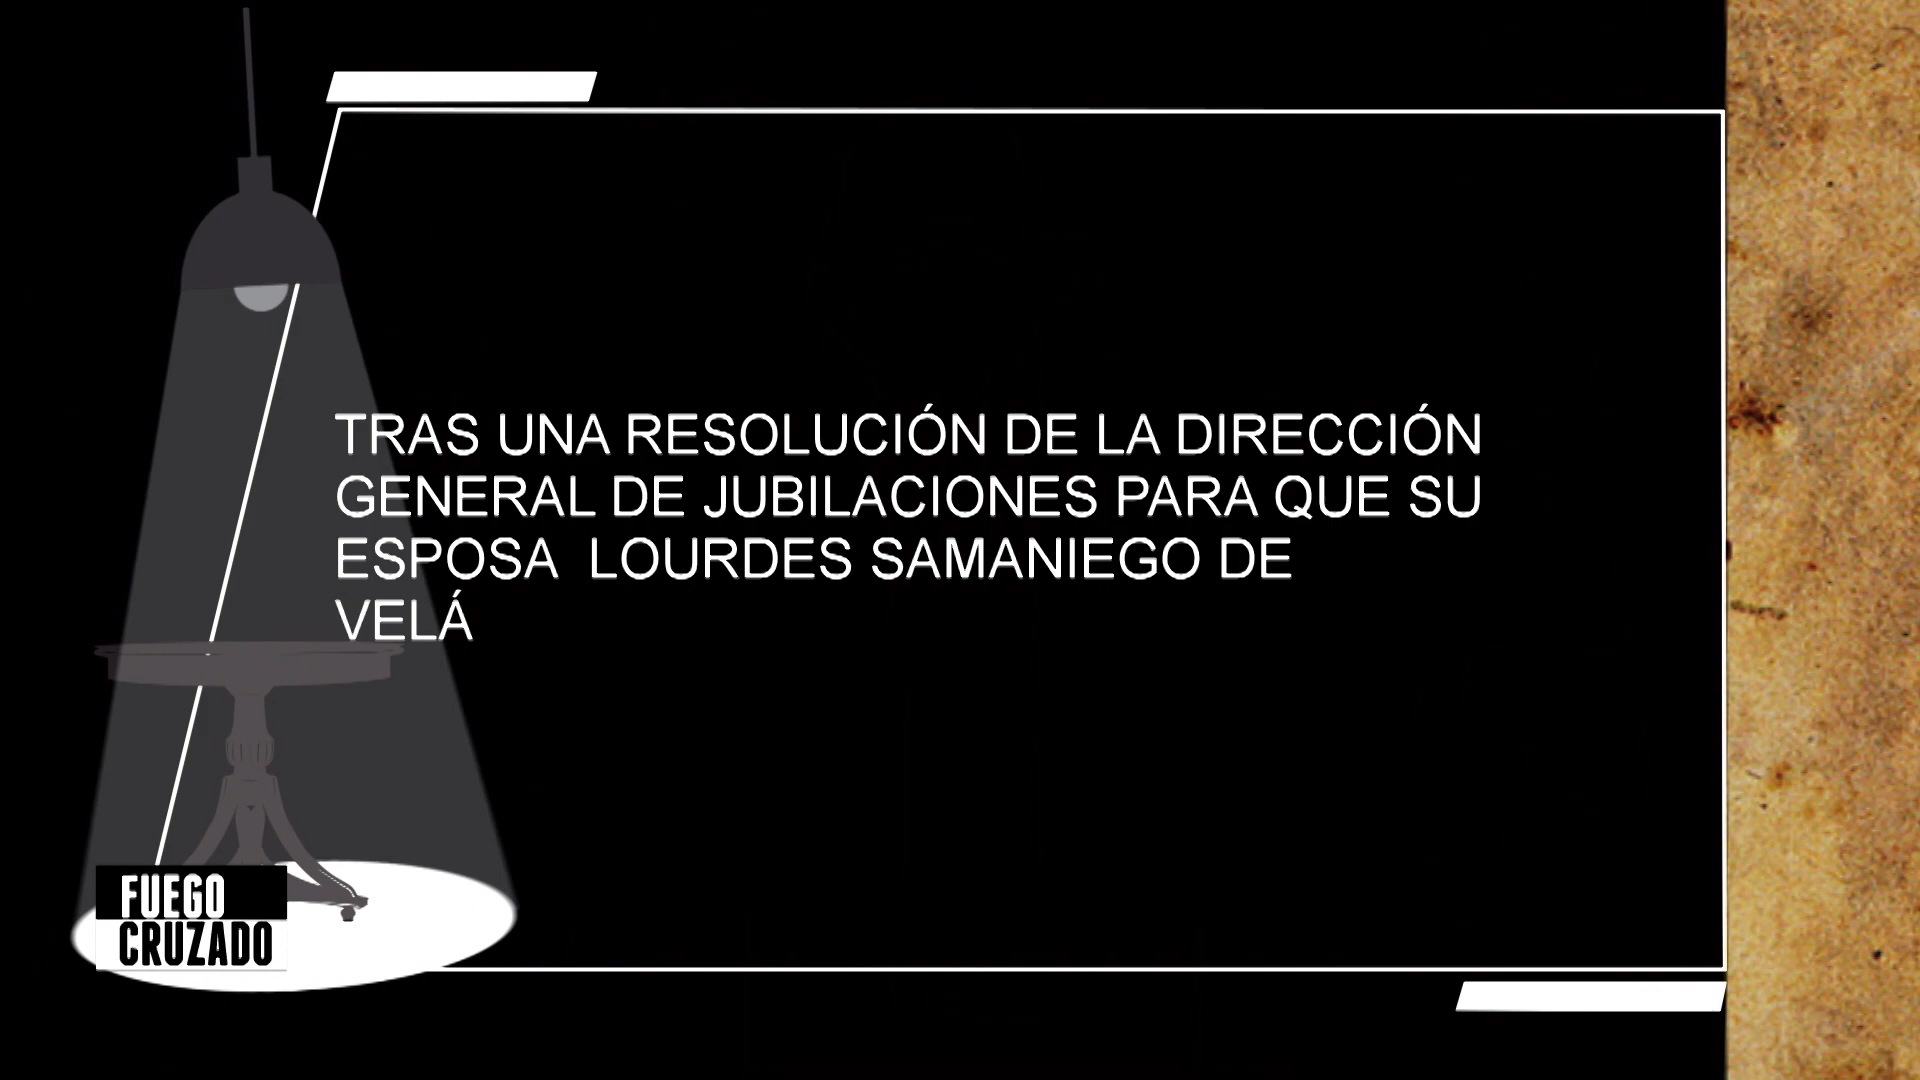 TRAS UNA RESOLUCIÓN DE LA DIRECCIÓN
GENERAL DE JUBILACIONES PARA QUE SU
ESPOSA  LOURDES SAMANIEGO DE
VELÁ
FUEGO
CRUZADO